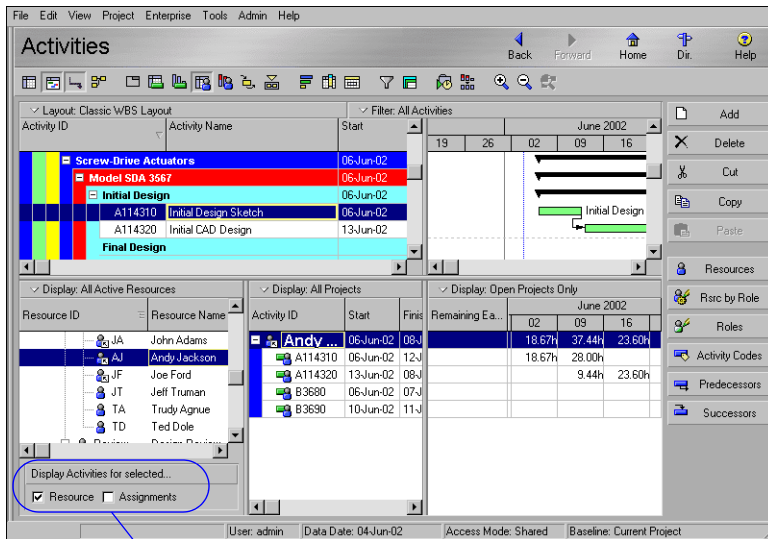 File Edit View Project Enterprise Tools Admin Help
Activities
Back Forward Home Dir. Help
Layout: Classic WBS Layout
Filter: All Activities
Activity ID Activity Name Start
June 2002
19 26 02 09 16
Screw-Drive Actuators 06-Jun-02
Model SDA 3567 06-Jun-02
Initial Design 06-Jun-02
A114310 Initial Design Sketch 06-Jun-02 Initial Design
A114320 Initial CAD Design 13-Jun-02
Final Design
Add
Delete
Cut
Copy
Paste
Resources
Rsrc by Role
Roles
Activity Codes
Predecessors
Successors
Display: All Active Resources
Resource ID Resource Name
JA John Adams
AJ Andy Jackson
JF Joe Ford
JT Jeff Truman
TA Trudy Agnue
TD Ted Dole
Display Activities for selected...
Resource Assignments
Display: All Projects
Activity ID Start Finis
Andy ... 06-Jun-02 08-J
A114310 06-Jun-02 12-J
A114320 13-Jun-02 08-J
B3680 06-Jun-02 07-J
B3690 10-Jun-02 11-J
Display: Open Projects Only
Remaining Ea... June 2002
02 09 16
18.67h 37.44h 23.60h
18.67h 28.00h
9.44h 23.60h
User: admin Data Date: 04-Jun-02 Access Mode: Shared Baseline: Current Project